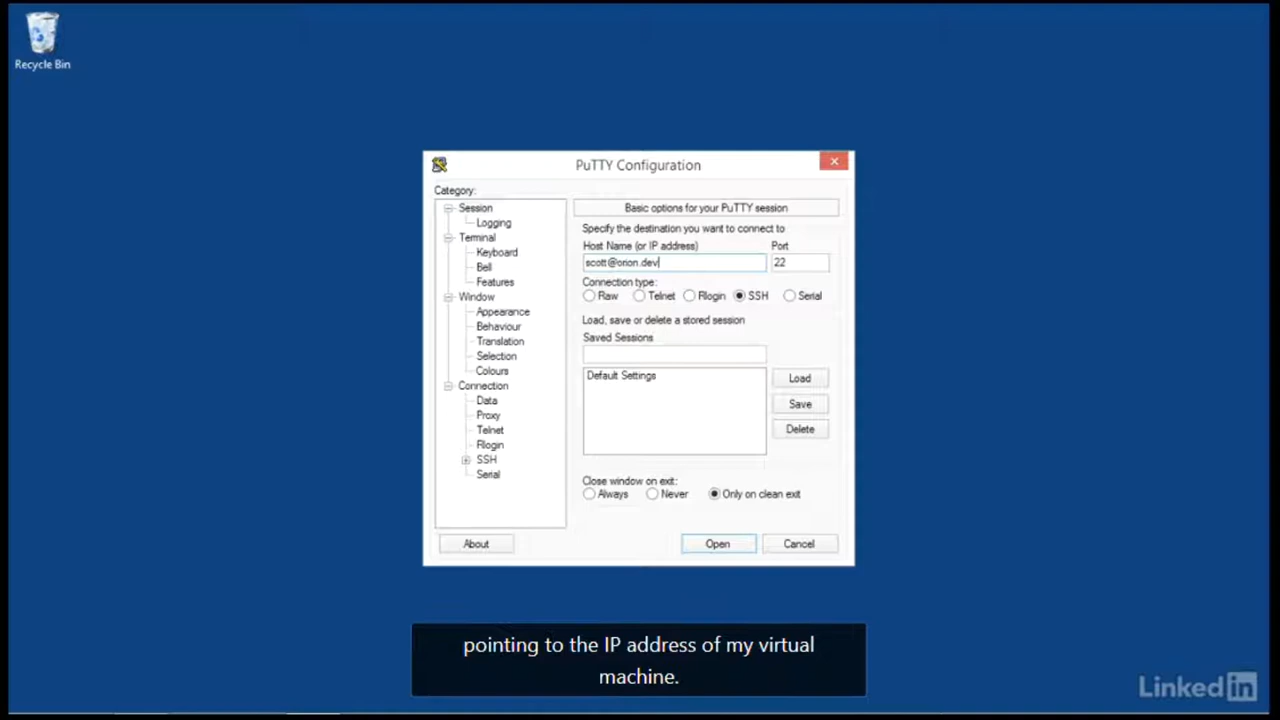 Recycle Bin
PuTTY Configuration
Category:
Session
Logging
Terminal
Keyboard
Bell
Features
Window
Appearance
Behaviour
Translation
Selection
Colours
Connection
Data
Proxy
Telnet
Rlogin
SSH
Serial
Basic options for your PuTTY session
Specify the destination you want to connect to
Host Name (or IP address) Port
scott@orion.dev 22
Connection type:
Raw Telnet Rlogin SSH Serial
Load, save or delete a stored session
Saved Sessions
Default Settings
Load
Save
Delete
Close window on exit:
Always Never Only on clean exit
About Open Cancel
pointing to the IP address of my virtual
machine.
LinkedIn